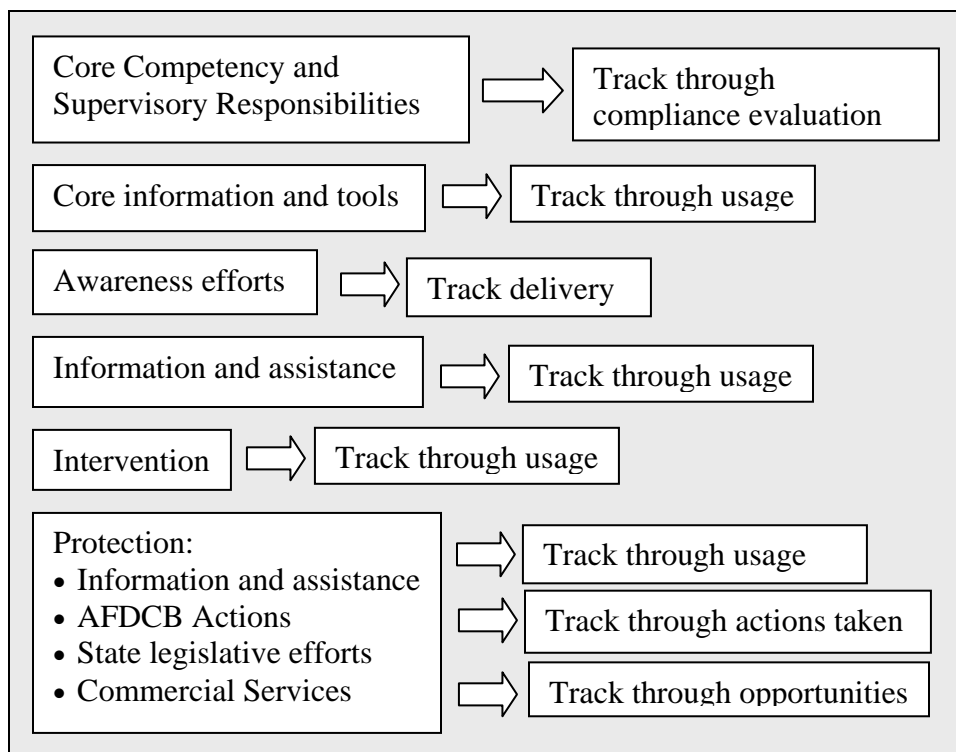 Core Competency and
Supervisory Responsibilities
Track through
compliance evaluation
Core information and tools
Track through usage
Awareness efforts
Track delivery
Information and assistance
Track through usage
Intervention
Track through usage
Protection:
• Information and assistance
• AFDCB Actions
• State legislative efforts
• Commercial Services
Track through usage
Track through actions taken
Track through opportunities